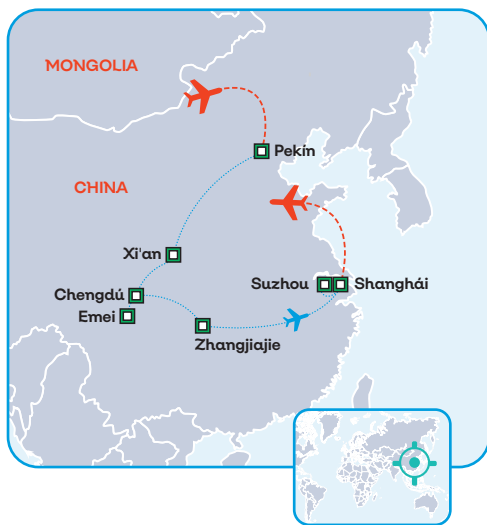 MONGOLIA
Pekín
CHINA
Xi'an
Suzhou
Shanghái
Chengdú
Emei
Zhangjiajie